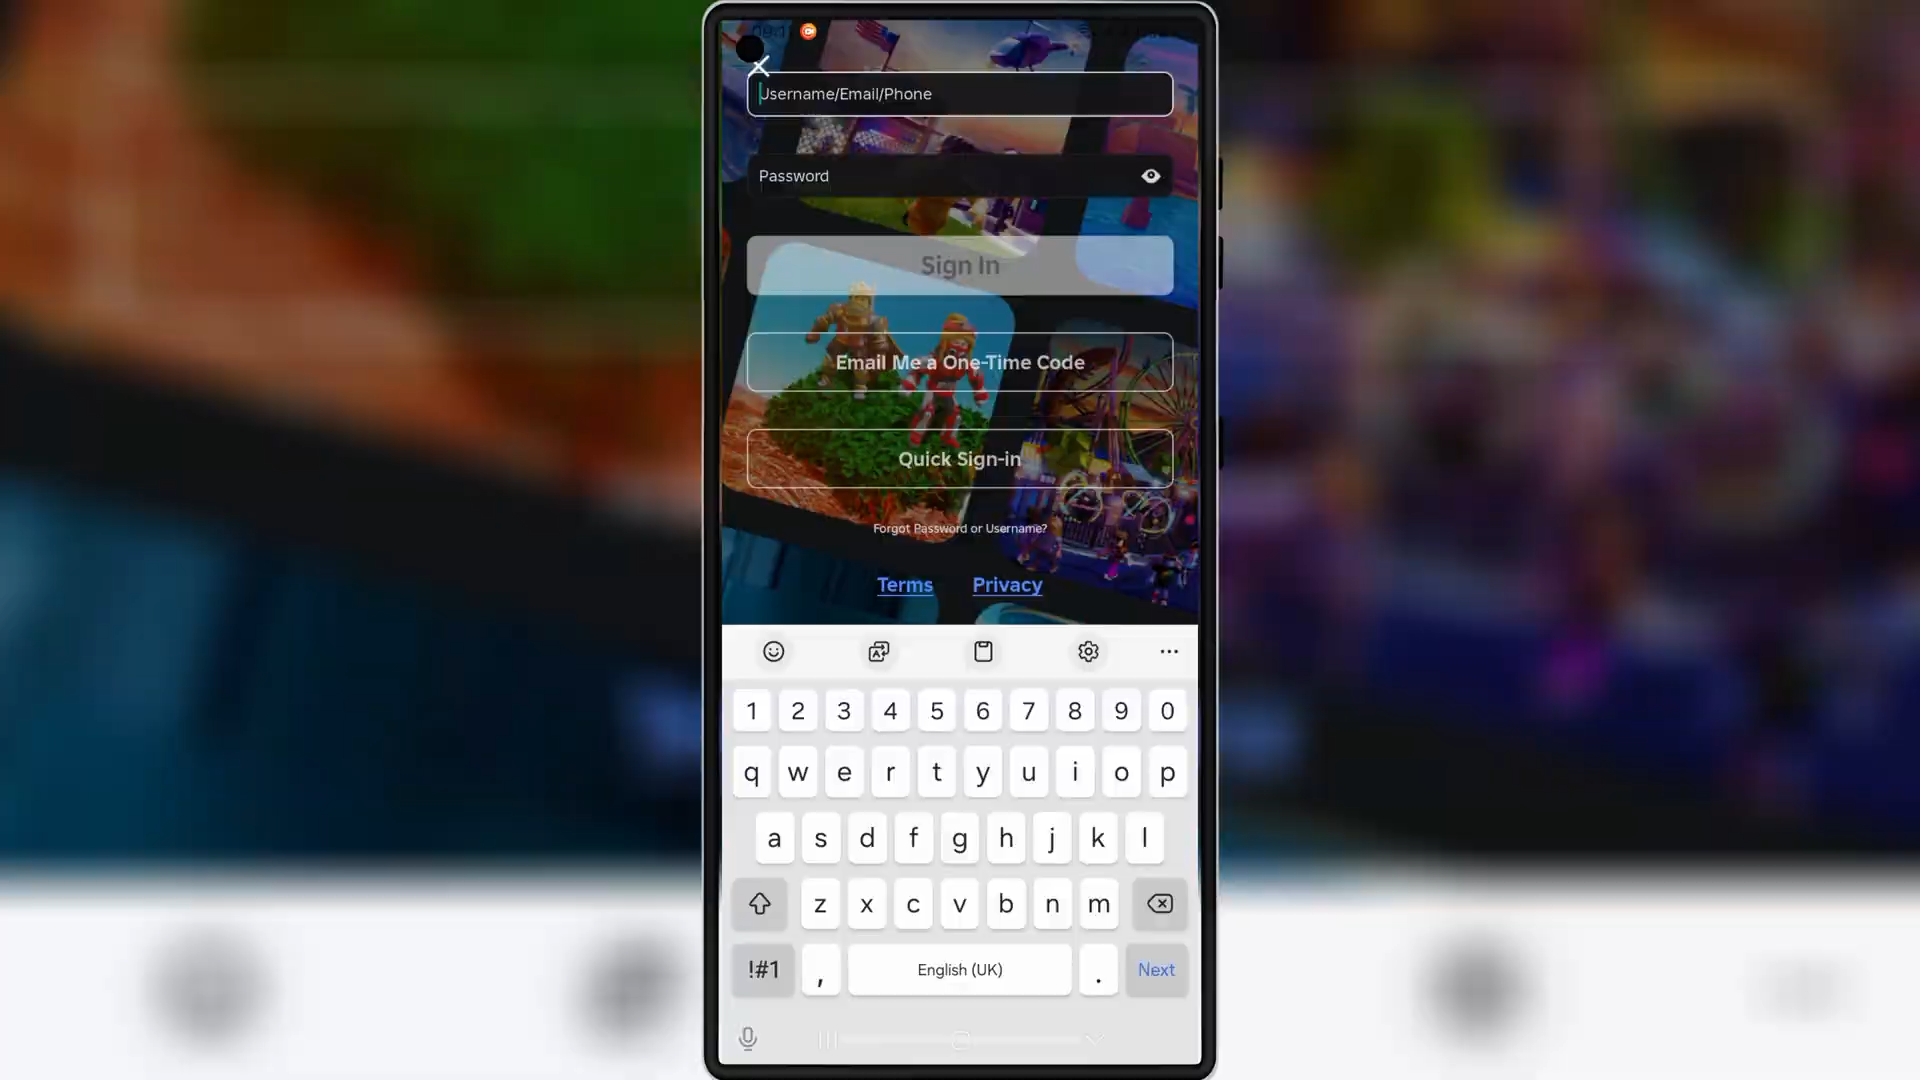 Username/Email/Phone
Password
Sign In
Email Me a One-Time Code
Quick Sign-in
Forgot Password or Username?
Terms Privacy
1 2 3 4 5 6 7 8 9 0
q w e r t y u i o p
a s d f g h j k l
z x c v b n m
!#1 , English (UK) . Next